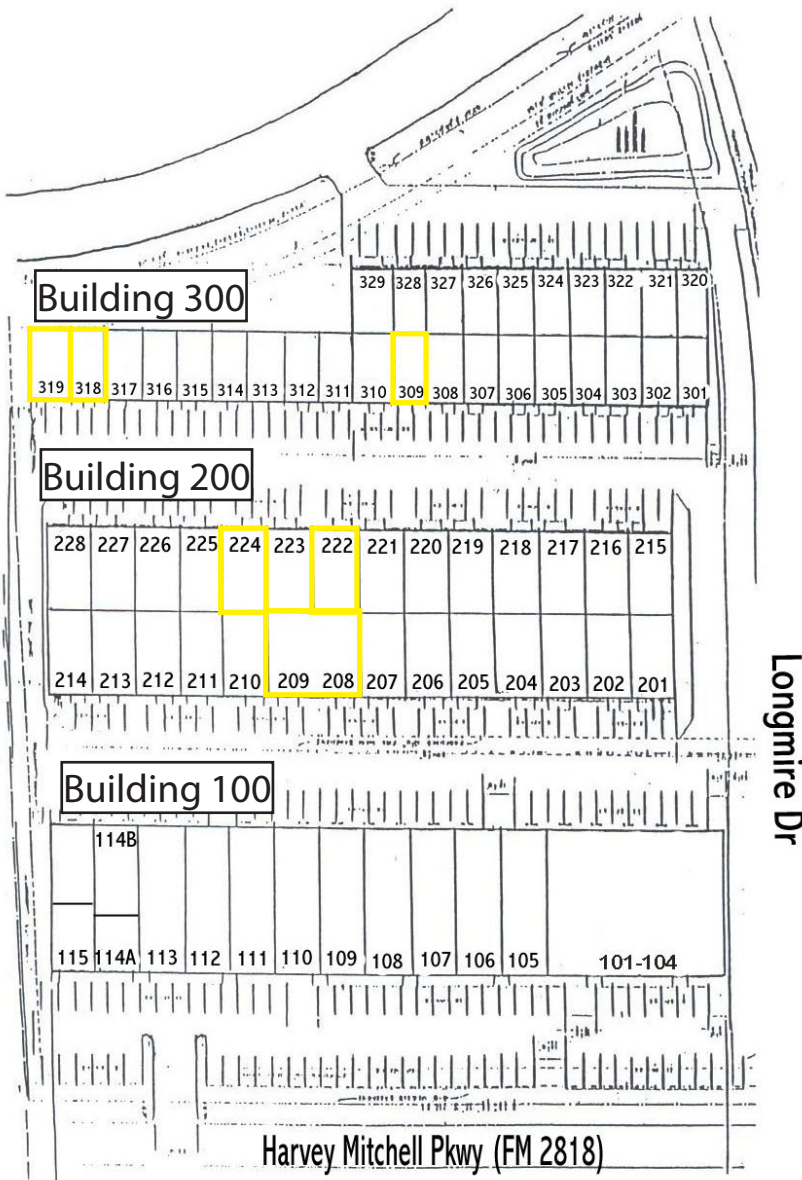 329 328 327 326 325 324 323 322 321 320
Building 300
319 318 317 316 315 314 313 312 311 310 309 308 307 306 305 304 303 302 301
Building 200
228 227 226 225 224 223 222 221 220 219 218 217 216 215
214 213 212 211 210 209 208 207 206 205 204 203 202 201
Longmire Dr
Building 100
114B
115 114A 113 112 111 110 109 108 107 106 105 101-104
Harvey Mitchell Pkwy (FM 2818)